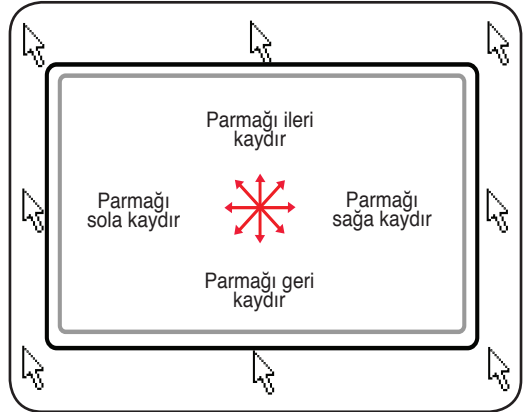 Parmağı ileri
kaydır
Parmağı
sola kaydır
Parmağı
sağa kaydır
Parmağı geri
kaydır